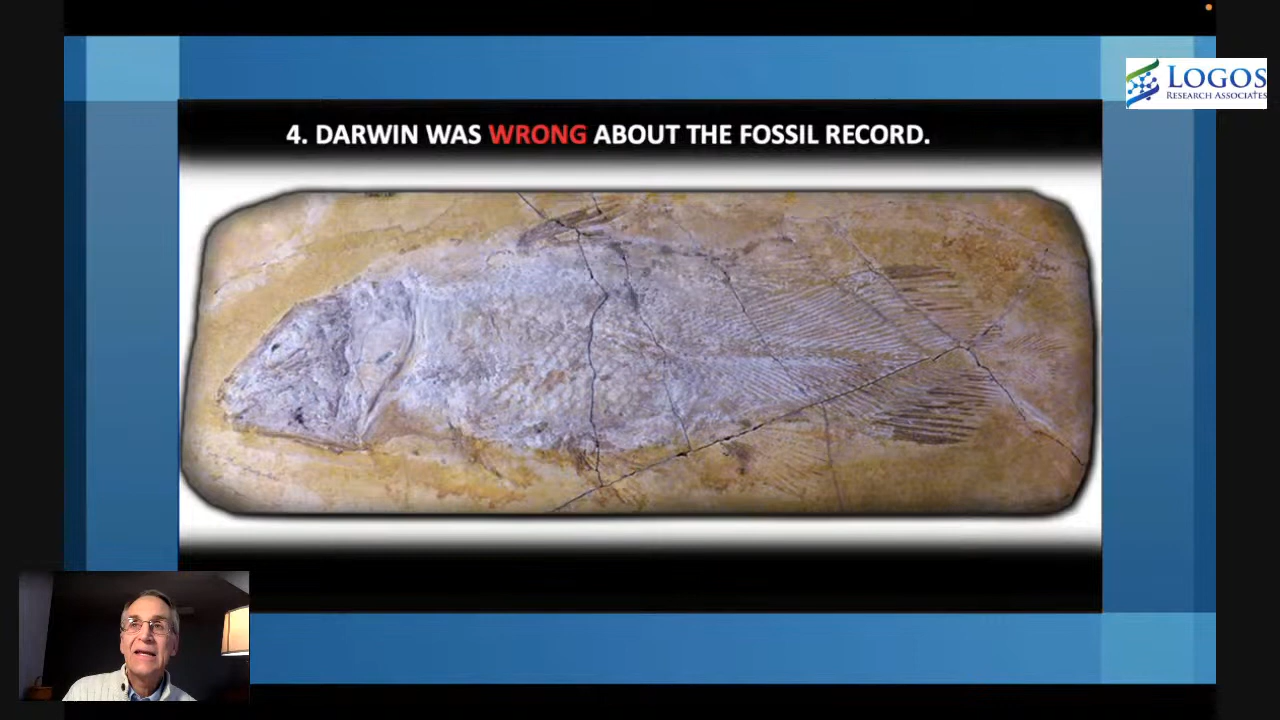 LOGOS
RESEARCH ASSOCIATES
4. DARWIN WAS WRONG ABOUT THE FOSSIL RECORD.